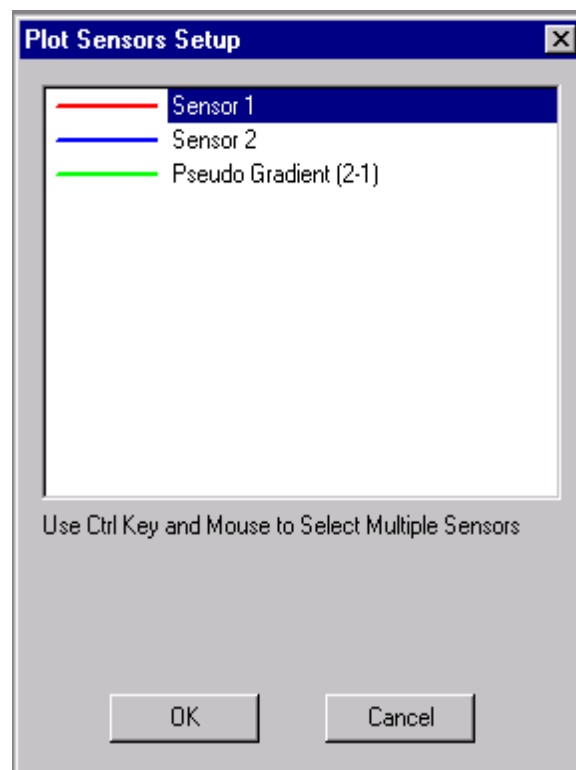 Plot Sensors Setup
Sensor 1
Sensor 2
Pseudo Gradient (2-1)
Use Ctrl Key and Mouse to Select Multiple Sensors
OK
Cancel